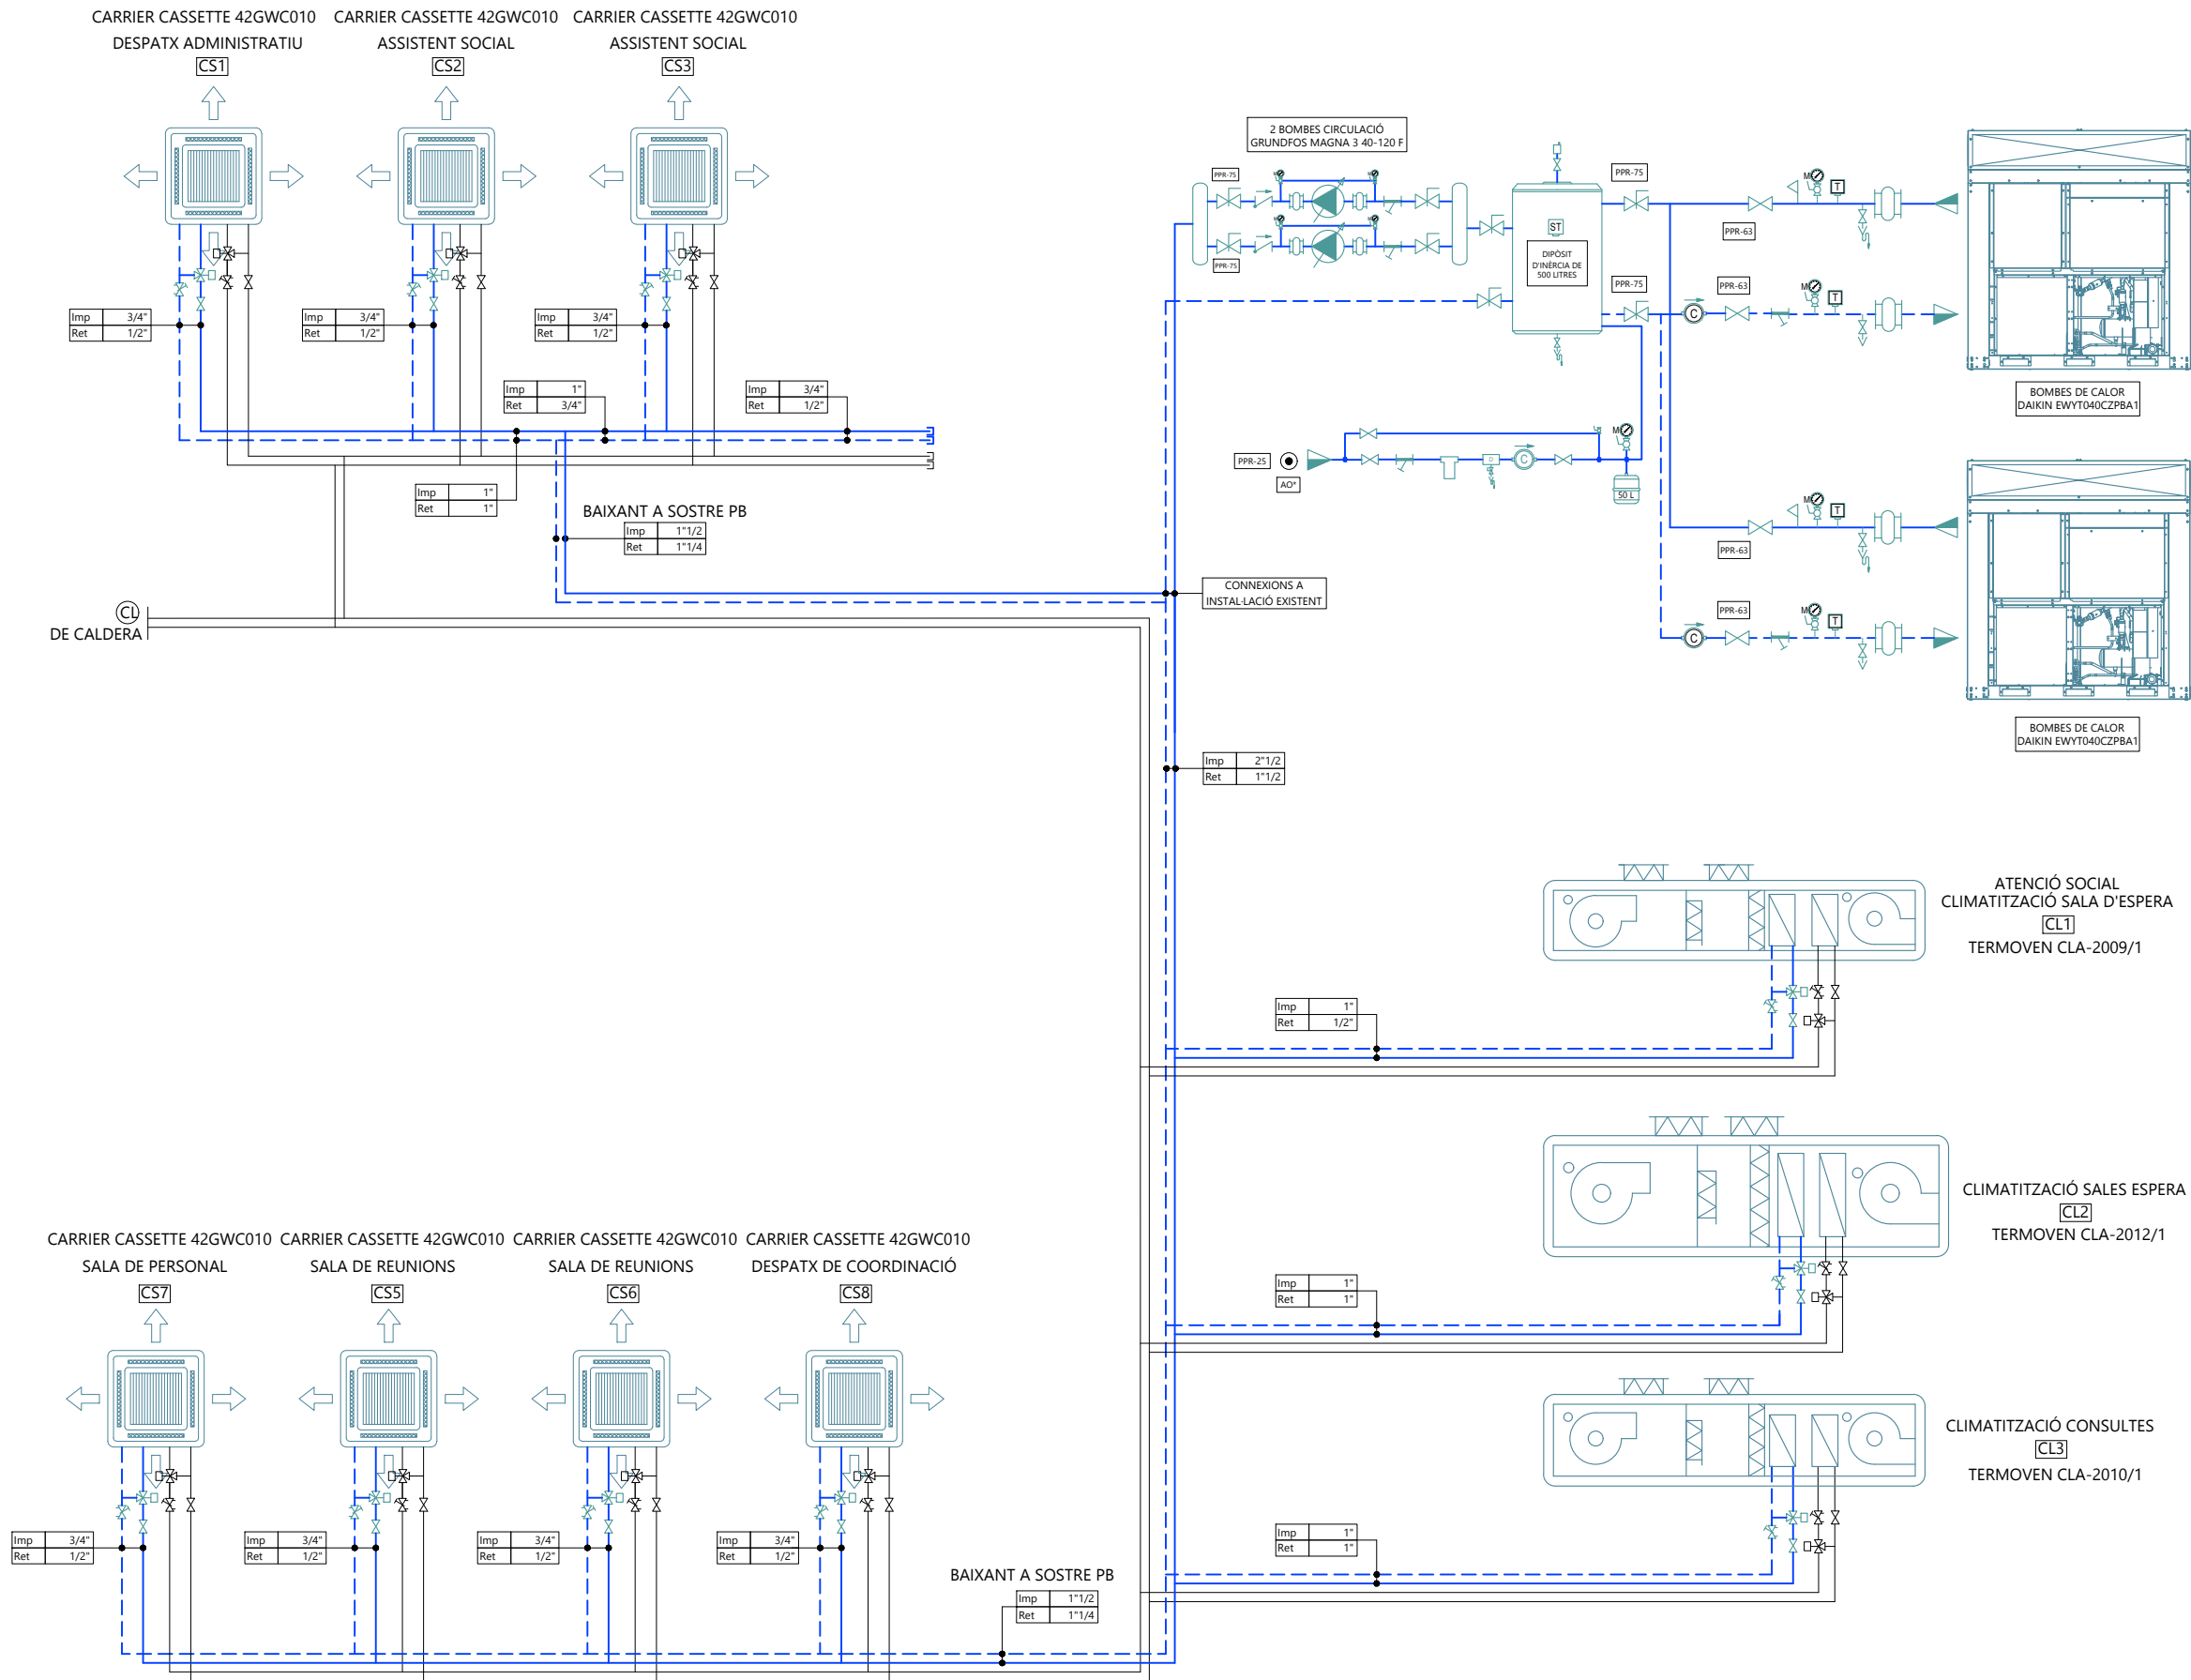 CARRIER CASSETTE 42GWC010
DESPATX ADMINISTRATIU
CS1
CARRIER CASSETTE 42GWC010
ASSISTENT SOCIAL
CS2
CARRIER CASSETTE 42GWC010
ASSISTENT SOCIAL
CS3
Imp 3/4"
Ret 1/2"
Imp 3/4"
Ret 1/2"
Imp 3/4"
Ret 1/2"
Imp 1"
Ret 3/4"
Imp 3/4"
Ret 1/2"
Imp 1"
Ret 1"
BAIXANT A SOSTRE PB
Imp 1"1/2
Ret 1"1/4
CL
DE CALDERA
2 BOMBES CIRCULACIÓ
GRUNDFOS MAGNA 3 40-120 F
PPR-75
PPR-75
ST
DIPÒSIT
D'INÈRCIA DE
500 LITRES
PPR-75
PPR-75
PPR-63
M
T
PPR-63
C
M
T
BOMBES DE CALOR
DAIKIN EWYT040CZPBA1
PPR-25
AO*
C
M
50 L
PPR-63
M
T
PPR-63
C
M
T
BOMBES DE CALOR
DAIKIN EWYT040CZPBA1
CONNEXIONS A
INSTAL·LACIÓ EXISTENT
Imp 2"1/2
Ret 1"1/2
ATENCIÓ SOCIAL
CLIMATITZACIÓ SALA D'ESPERA
CL1
TERMOVEN CLA-2009/1
Imp 1"
Ret 1/2"
CLIMATITZACIÓ SALES ESPERA
CL2
TERMOVEN CLA-2012/1
Imp 1"
Ret 1"
CLIMATITZACIÓ CONSULTES
CL3
TERMOVEN CLA-2010/1
Imp 1"
Ret 1"
CARRIER CASSETTE 42GWC010
SALA DE PERSONAL
CS7
CARRIER CASSETTE 42GWC010
SALA DE REUNIONS
CS5
CARRIER CASSETTE 42GWC010
SALA DE REUNIONS
CS6
CARRIER CASSETTE 42GWC010
DESPATX DE COORDINACIÓ
CS8
Imp 3/4"
Ret 1/2"
Imp 3/4"
Ret 1/2"
Imp 3/4"
Ret 1/2"
Imp 3/4"
Ret 1/2"
BAIXANT A SOSTRE PB
Imp 1"1/2
Ret 1"1/4